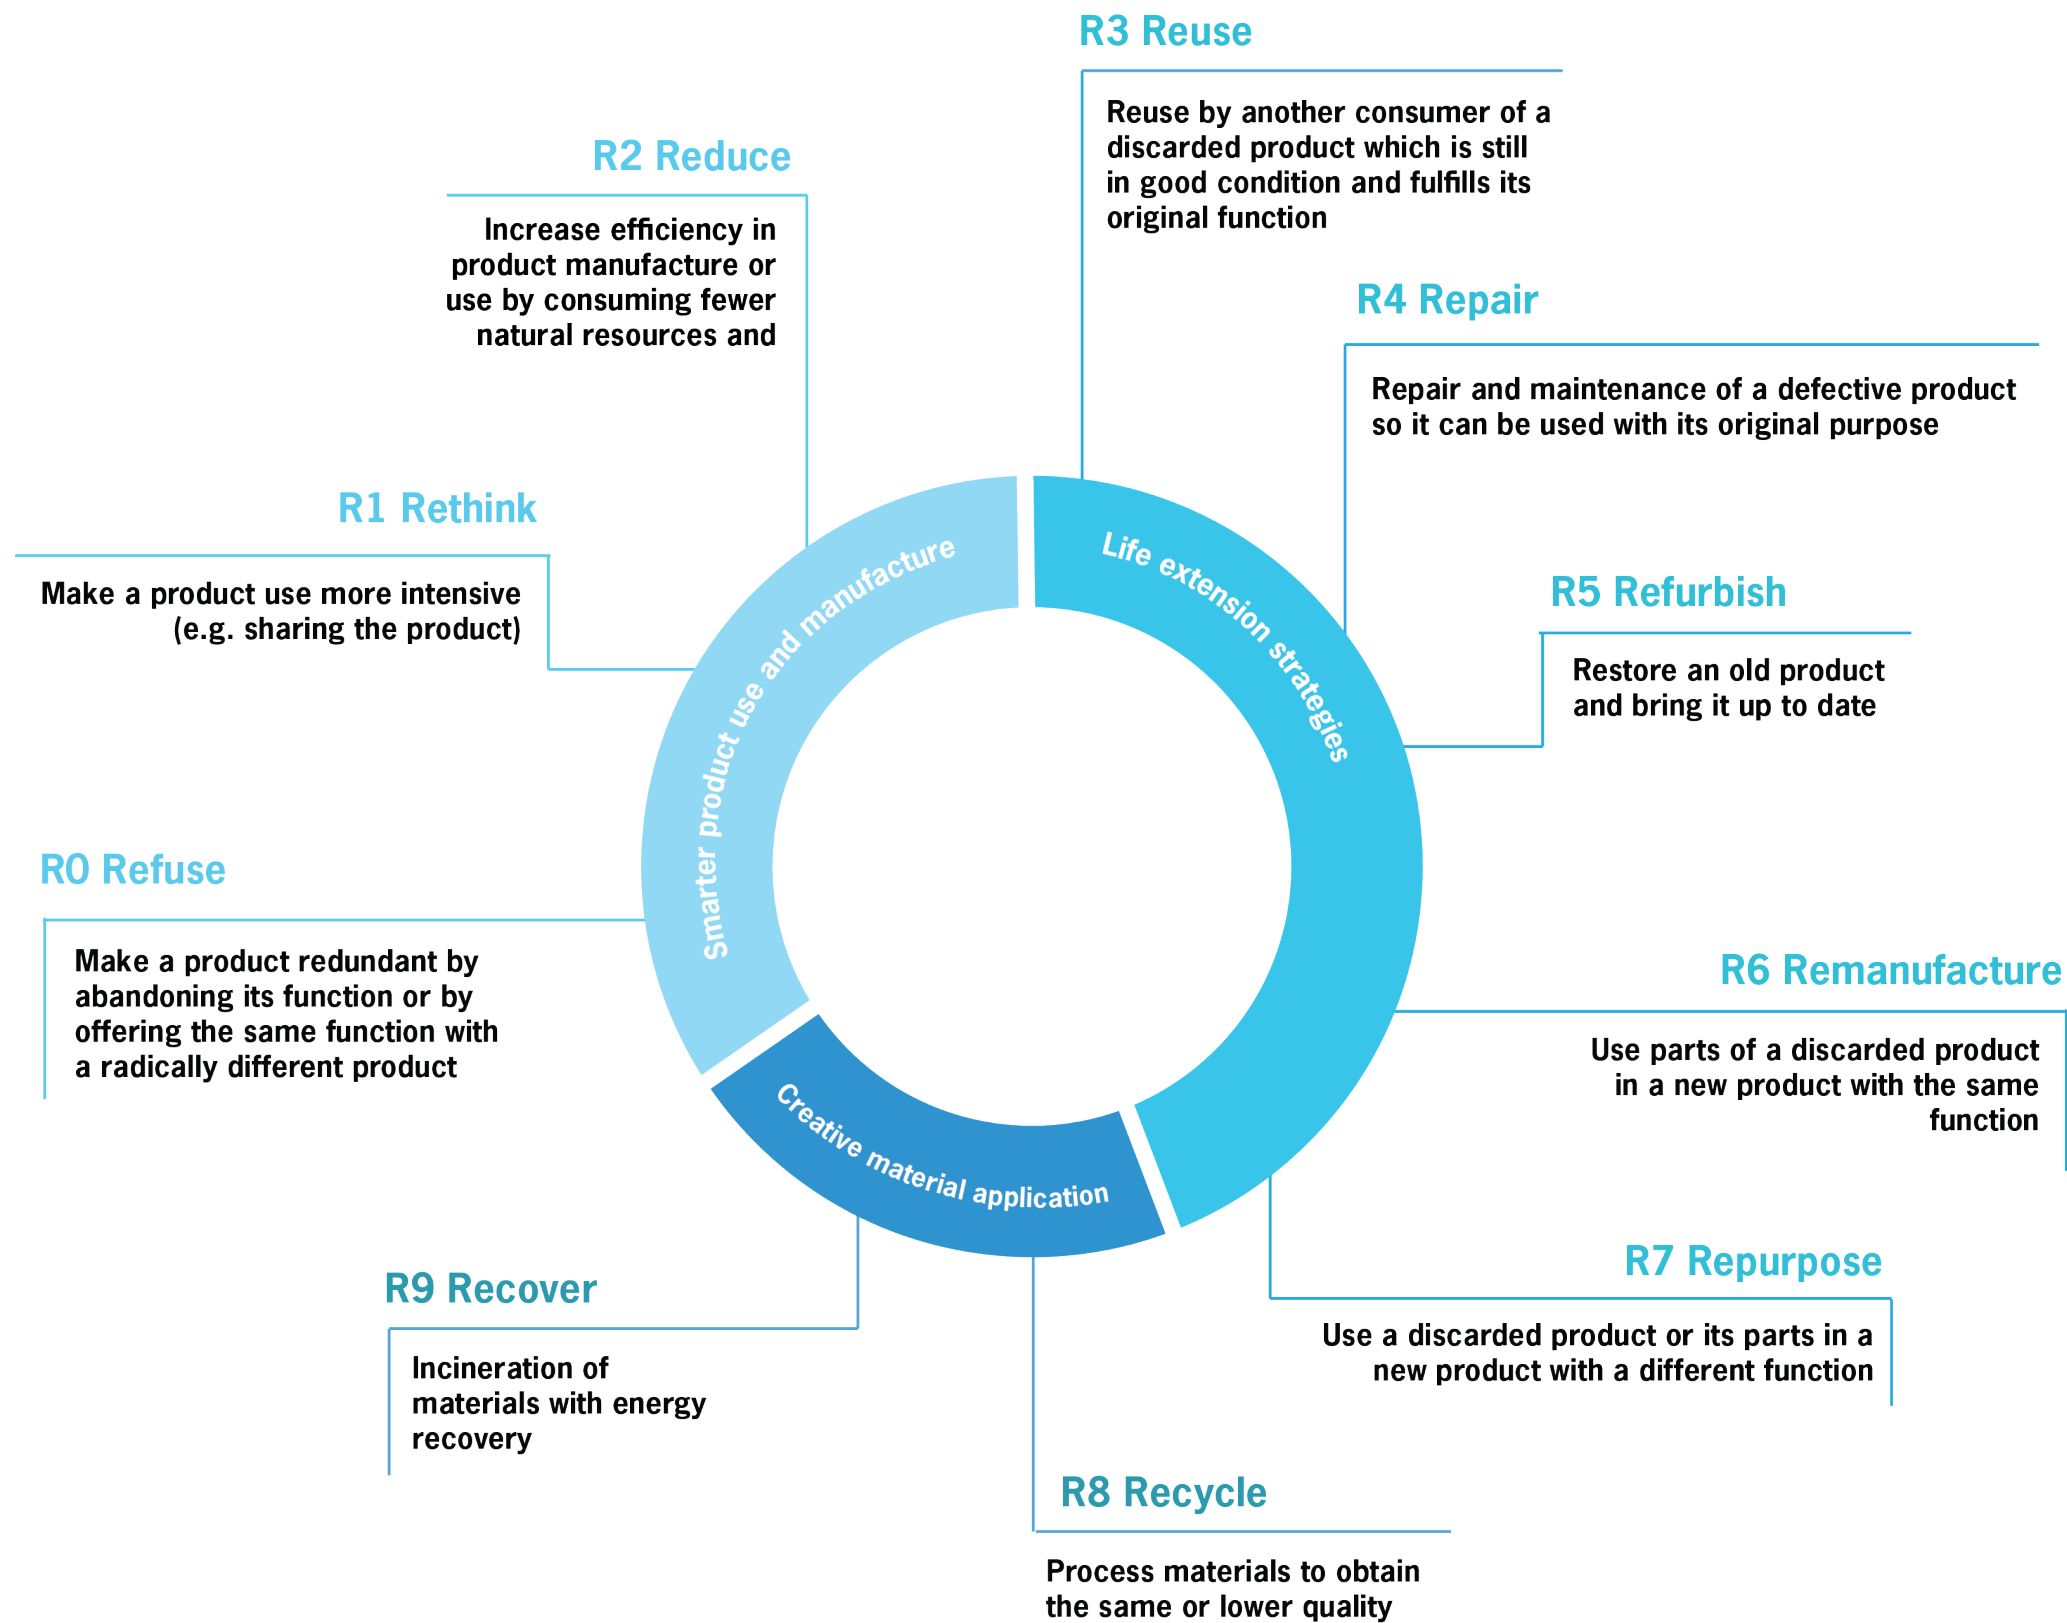 R0 Refuse
Make a product redundant by
abandoning its function or by
offering the same function with
a radically different product
R1 Rethink
Make a product use more intensive
(e.g. sharing the product)
R2 Reduce
Increase efficiency in
product manufacture or
use by consuming fewer
natural resources and
R3 Reuse
Reuse by another consumer of a
discarded product which is still
in good condition and fulfills its
original function
R4 Repair
Repair and maintenance of a defective product
so it can be used with its original purpose
R5 Refurbish
Restore an old product
and bring it up to date
R6 Remanufacture
Use parts of a discarded product
in a new product with the same
function
R7 Repurpose
Use a discarded product or its parts in a
new product with a different function
R8 Recycle
Process materials to obtain
the same or lower quality
R9 Recover
Incineration of
materials with energy
recovery
Smarter product use and manufacture
Life extension strategies
Creative material application